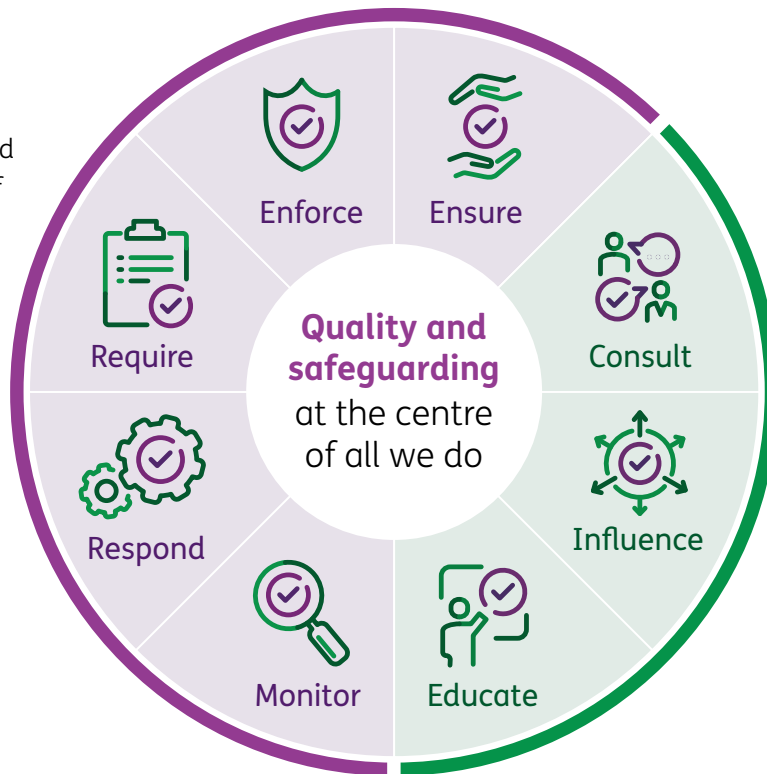 d
Enforce
Ensure
Require
Consult
Quality and
safeguarding
at the centre
of all we do
Respond
Influence
Monitor
Educate